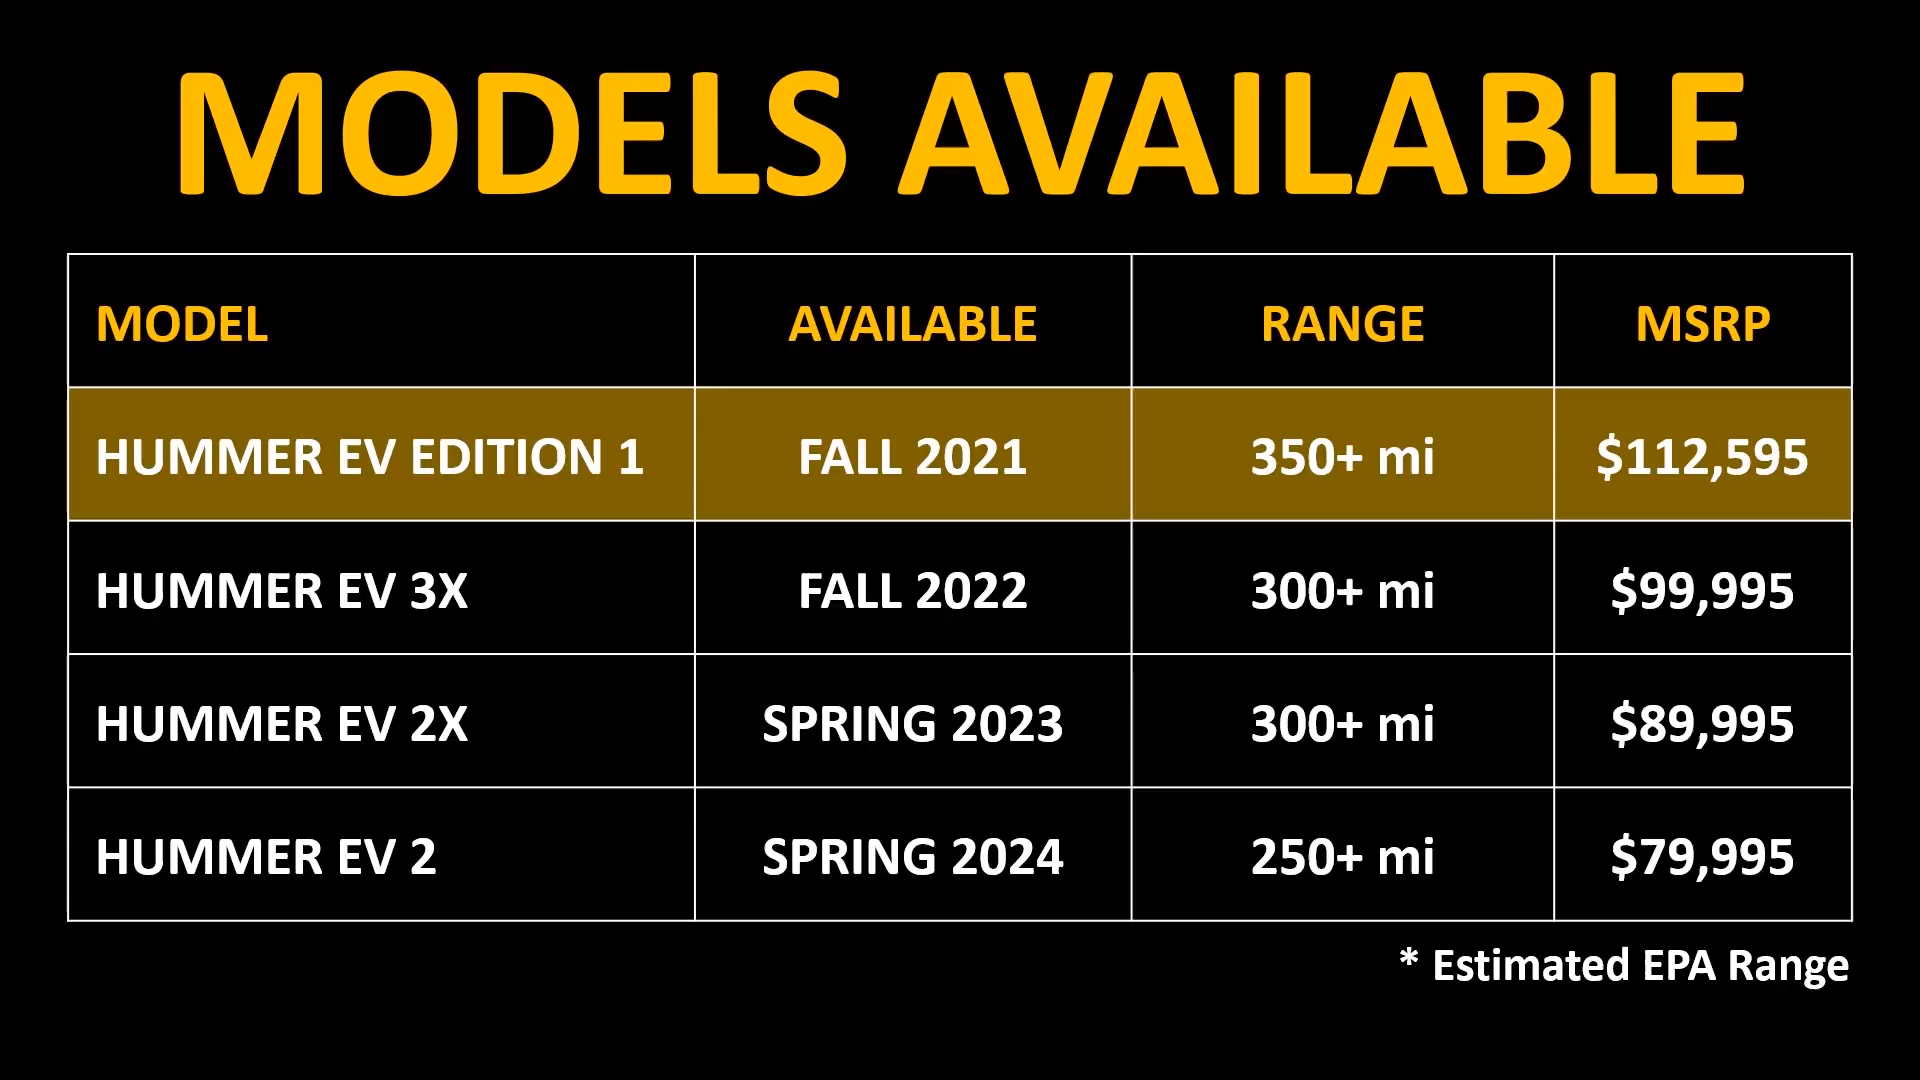 MODELS AVAILABLE
MODEL AVAILABLE RANGE MSRP
HUMMER EV EDITION 1 FALL 2021 350+ mi $112,595
HUMMER EV 3X FALL 2022 300+ mi $99,995
HUMMER EV 2X SPRING 2023 300+ mi $89,995
HUMMER EV 2 SPRING 2024 250+ mi $79,995
* Estimated EPA Range